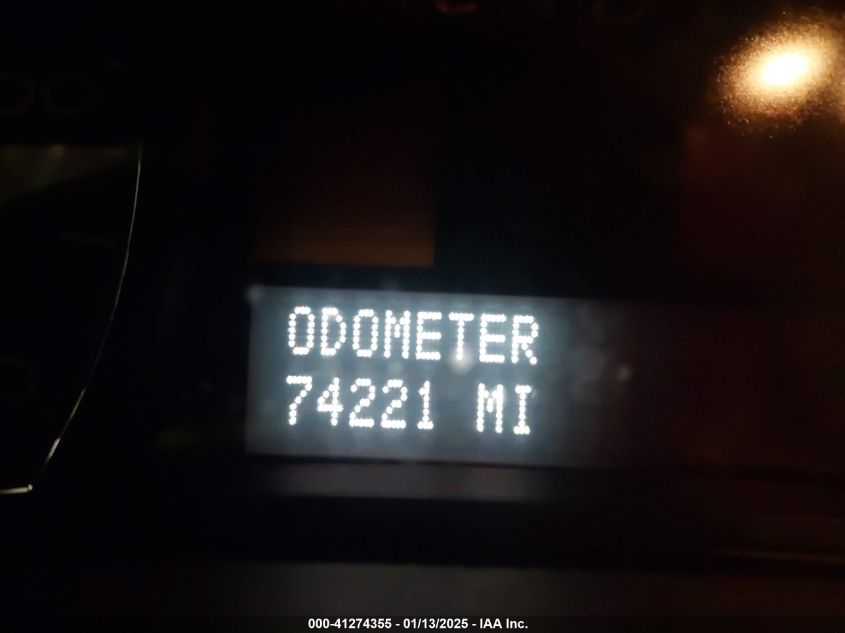 ODOMETER
74221 MI
000-41274355 - 01/13/2025 - IAA Inc.